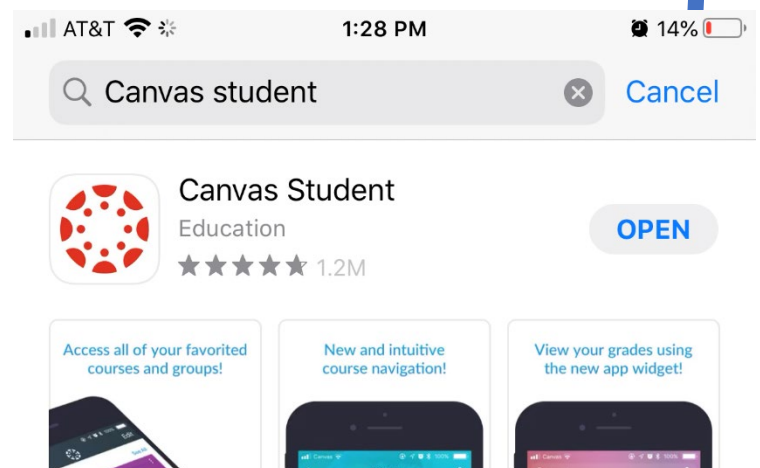 AT&T 1:28 PM 14%
Canvas student Cancel
Canvas Student
Education
OPEN
1.2M
Access all of your favorited
courses and groups!
New and intuitive
course navigation!
View your grades using
the new app widget!
Edit